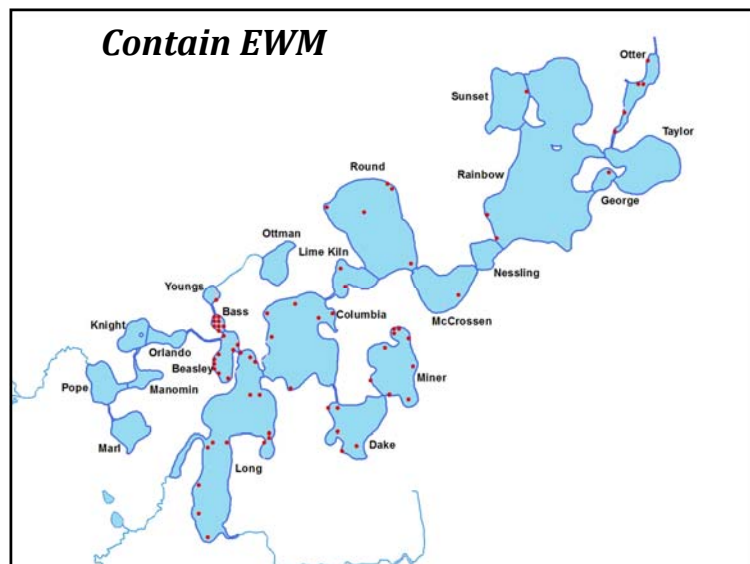 Contain EWM
Otter
Sunset
Taylor
Round
Rainbow
George
Ottman
Lime Kiln
Nessling
Youngs
Bass
Columbia
McCrossen
Knight
Orlando
Beasley
Miner
Pope
Manomin
Marl
Dake
Long